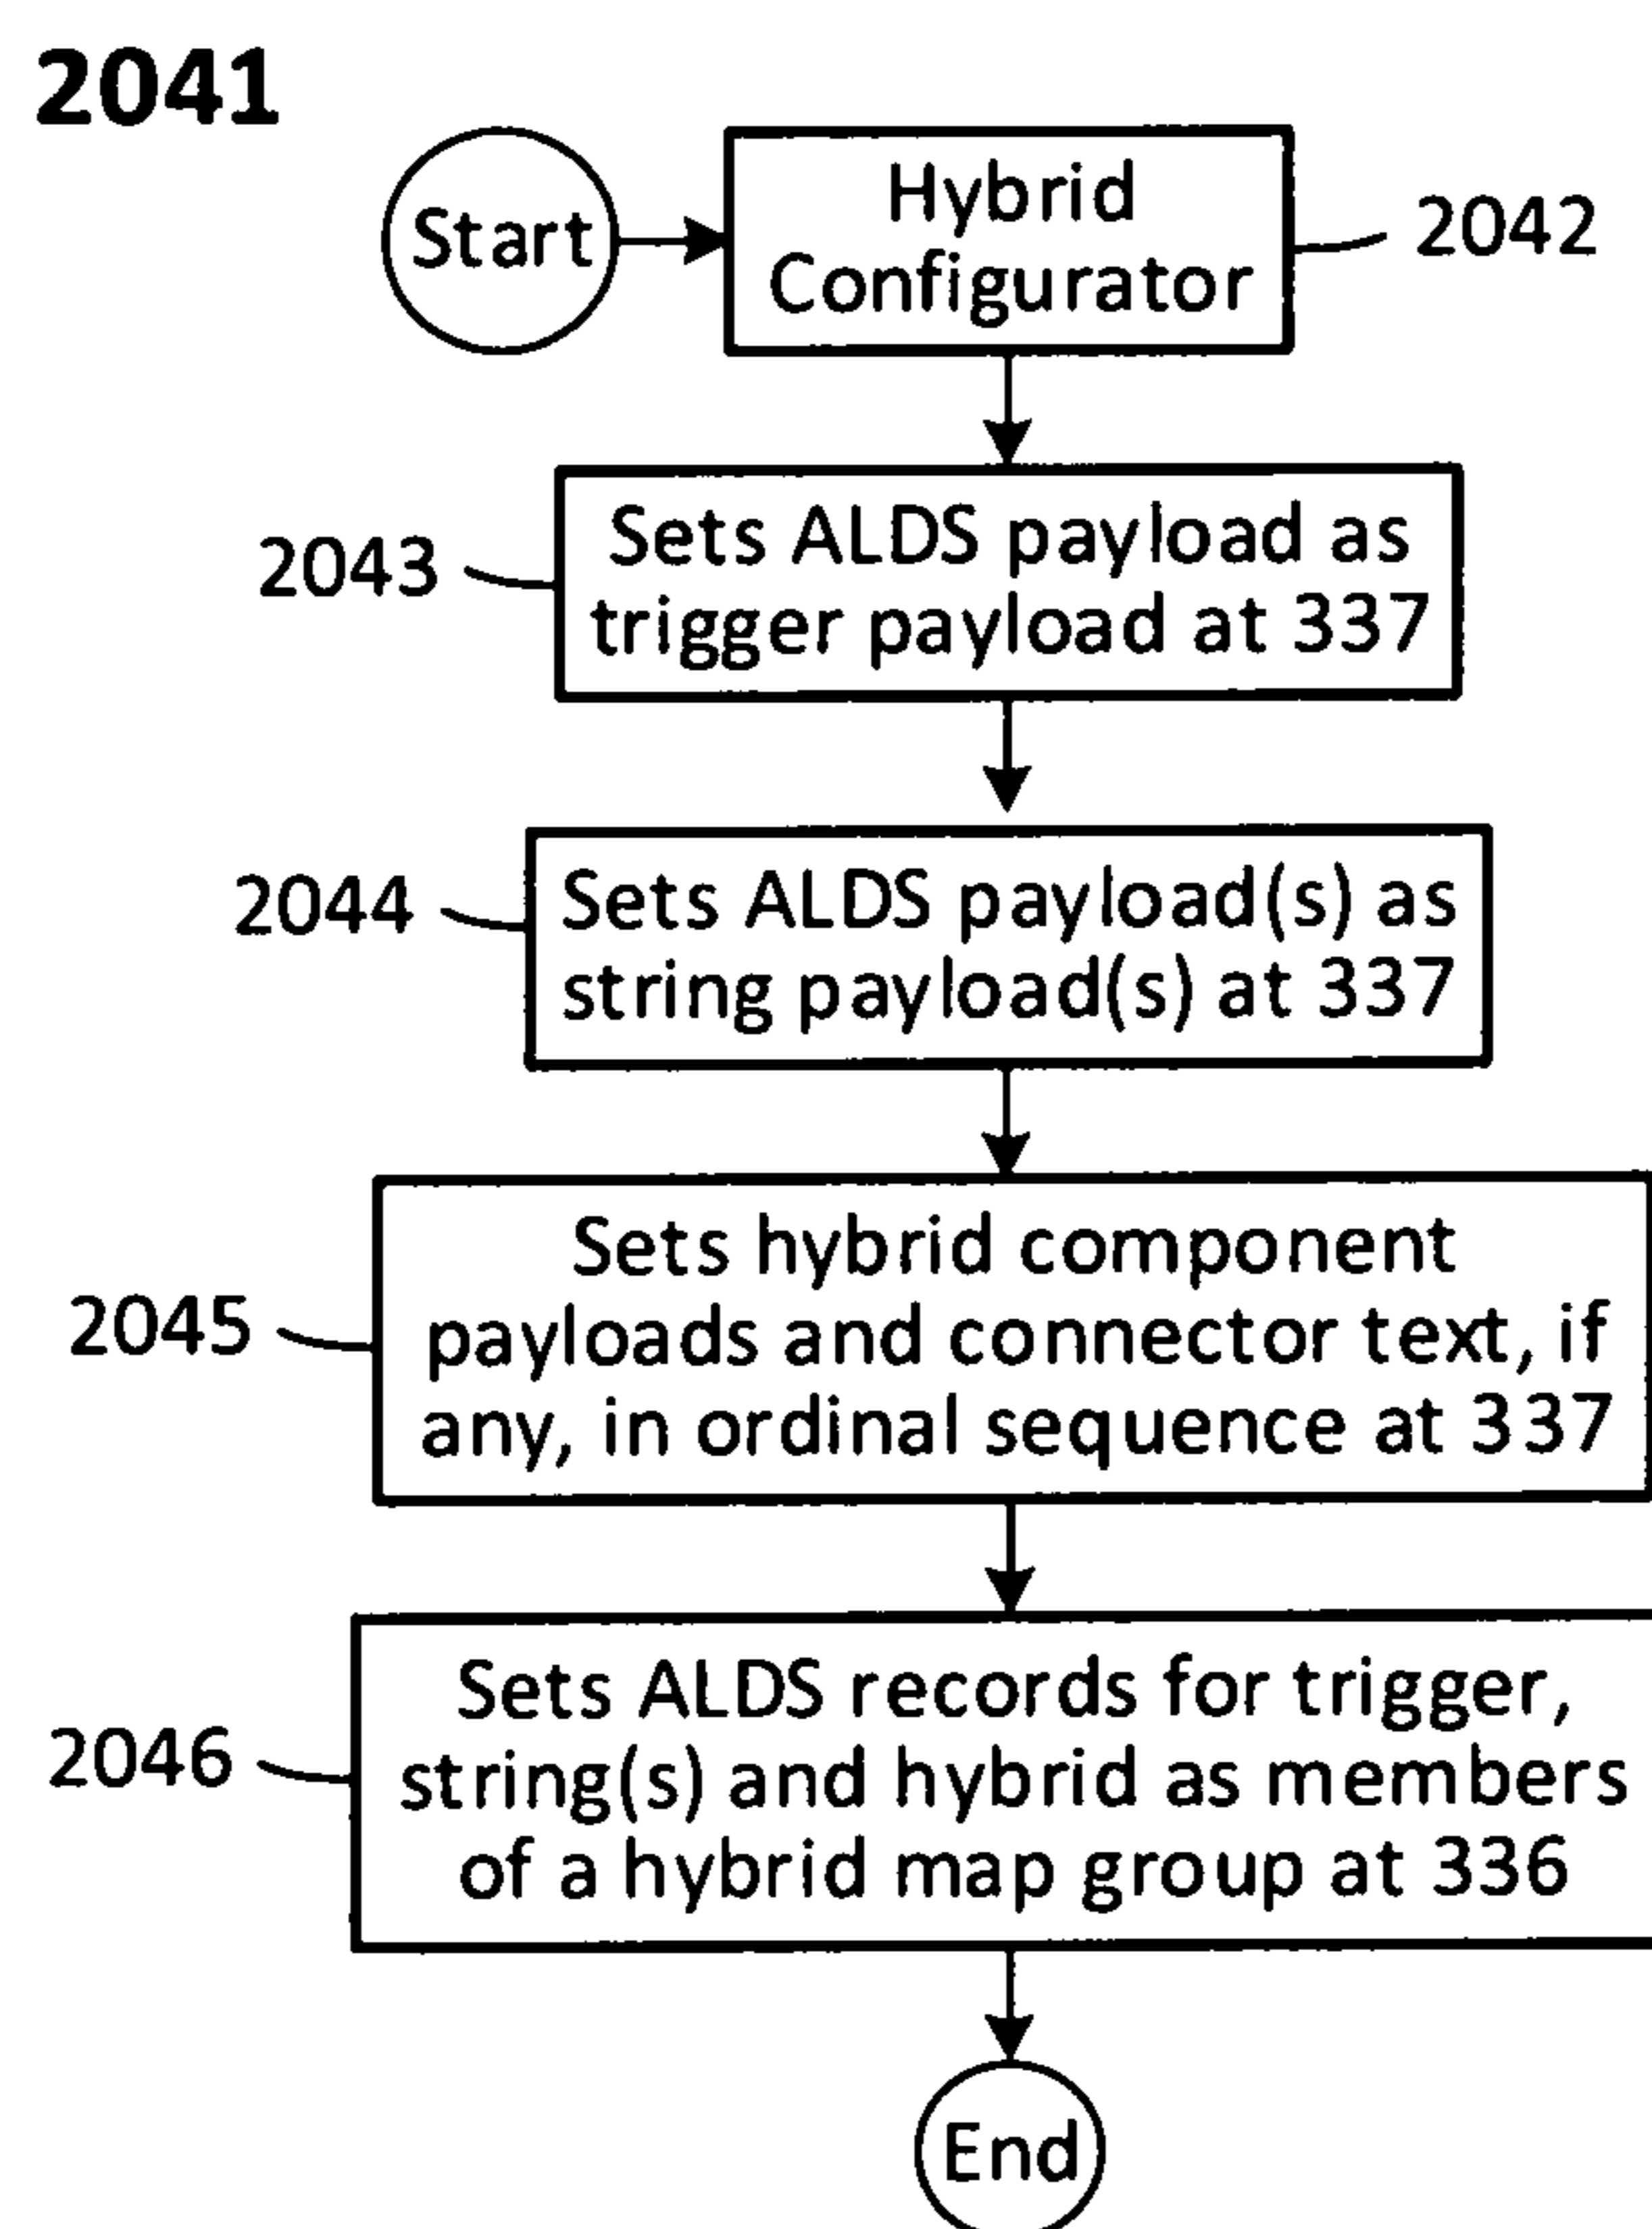 2041
Start
Hybrid
Configurator
2042
2043
Sets ALDS payload as
trigger payload at 337
2044
Sets ALDS payload(s) as
string payload(s) at 337
2045
Sets hybrid component
payloads and connector text, if
any, in ordinal sequence at 337
2046
Sets ALDS records for trigger,
string(s) and hybrid as members
of a hybrid map group at 336
End